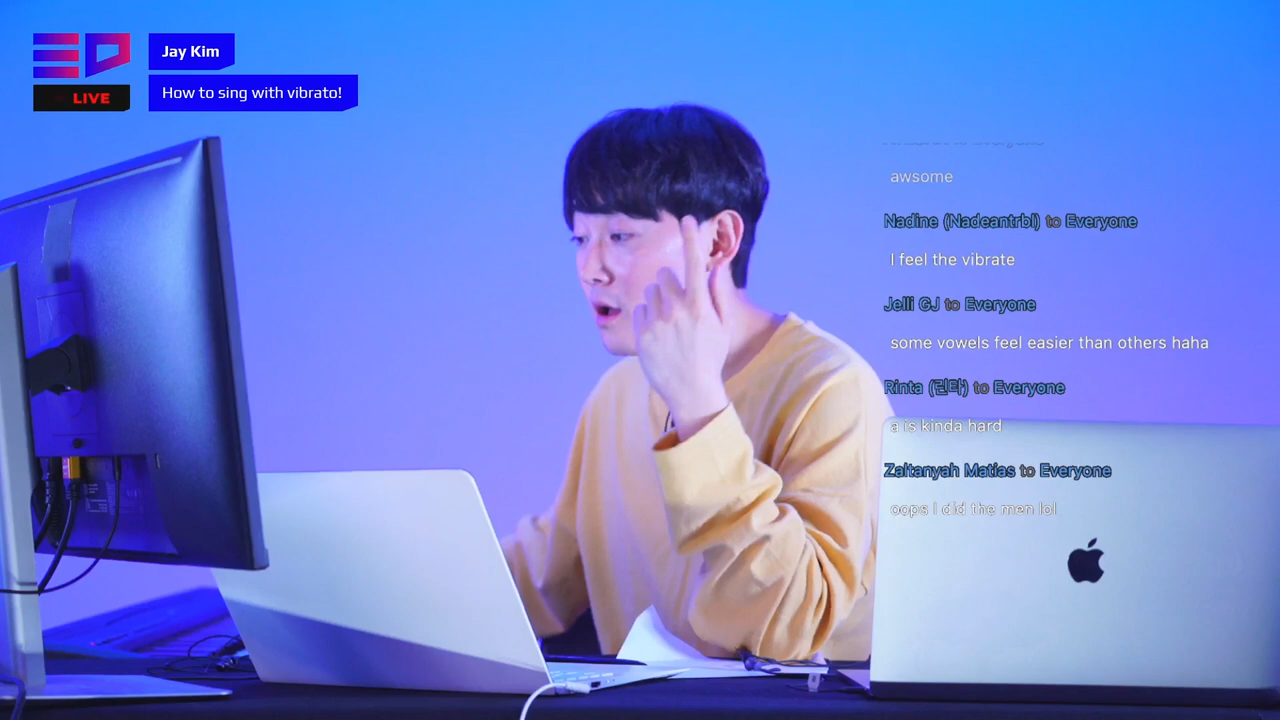 LIVE
Jay Kim
How to sing with vibrato!
awsome
Nadine (Nadeantrbl) to Everyone
I feel the vibrate
Jelli GJ to Everyone
some vowels feel easier than others haha
Rinta (린타) to Everyone
a is kinda hard
Zaitanyah Matias to Everyone
oops i did the men lol